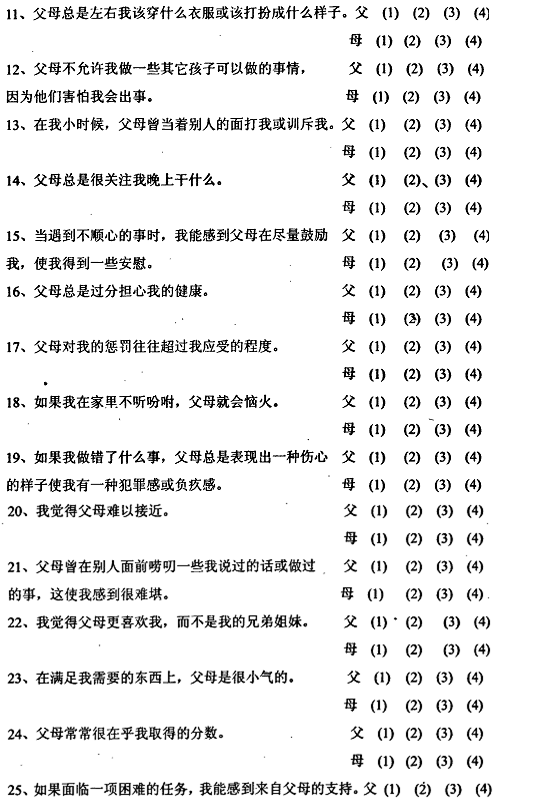 11、父母总是左右我该穿什么衣服或该打扮成什么样子。父 (1) (2) (3) (4)
母 (1) (2) (3) (4)
12、父母不允许我做一些其它孩子可以做的事情， 父 (1) (2) (3) (4)
因为他们害怕我会出事。 母 (1) (2) (3) (4)
13、在我小时候，父母曾当着别人的面打我或训斥我。父 (1) (2) (3) (4)
母 (1) (2) (3) (4)
14、父母总是很关注我晚上干什么。 父 (1) (2)、(3) (4)
母 (1) (2) (3) (4)
15、当遇到不顺心的事时，我能感到父母在尽量鼓励 父 (1) (2) (3) (4)
我，使我得到一些安慰。 母 (1) (2) (3) (4)
16、父母总是过分担心我的健康。 父 (1) (2) (3) (4)
母 (1) (2) (3) (4)
17、父母对我的惩罚往往超过我应受的程度。 父 (1) (2) (3) (4)
母 (1) (2) (3) (4)
18、如果我在家里不听吩咐，父母就会恼火。 父 (1) (2) (3) (4)
母 (1) (2) (3) (4)
19、如果我做错了什么事，父母总是表现出一种伤心 父 (1) (2) (3) (4)
的样子使我有一种犯罪感或负疚感。 母 (1) (2) (3) (4)
20、我觉得父母难以接近。 父 (1) (2) (3) (4)
母 (1) (2) (3) (4)
21、父母曾在别人面前唠叨一些我说过的话或做过 父 (1) (2) (3) (4)
的事，这使我感到很难堪。 母 (1) (2) (3) (4)
22、我觉得父母更喜欢我，而不是我的兄弟姐妹。 父 (1) (2) (3) (4)
母 (1) (2) (3) (4)
23、在满足我需要的东西上，父母是很小气的。 父 (1) (2) (3) (4)
母 (1) (2) (3) (4)
24、父母常常很在乎我取得的分数。 父 (1) (2) (3) (4)
母 (1) (2) (3) (4)
25、如果面临一项困难的任务，我能感到来自父母的支持。父 (1) (2) (3) (4)